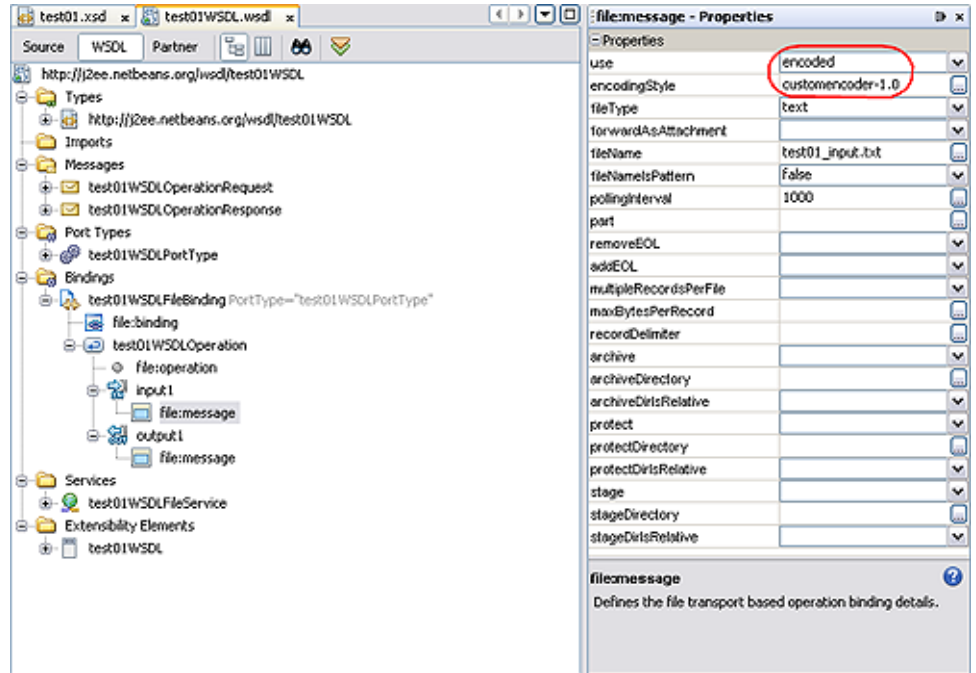 test01.xsd
test01WSDL.wsdl
Source
WSDL
Partner
http://j2ee.netbeans.org/wsdl/test01WSDL
Types
http://j2ee.netbeans.org/wsdl/test01WSDL
Imports
Messages
test01WSDLOperationRequest
test01WSDLOperationResponse
Port Types
test01WSDLPortType
Bindings
test01WSDLFileBinding PortType="test01WSDLPortType"
file:binding
test01WSDLOperation
file:operation
input1
file:message
output1
file:message
Services
test01WSDLFileService
Extensibility Elements
test01WSDL
file:message - Properties
Properties
use encoded
encodingStyle customencoder-1.0
fileType text
forwardAsAttachment
fileName test01_input.txt
fileNameIsPattern false
pollingInterval 1000
part
removeEOL
addEOL
multipleRecordsPerFile
maxBytesPerRecord
recordDelimiter
archive
archiveDirectory
archiveDirIsRelative
protect
protectDirectory
protectDirIsRelative
stage
stageDirectory
stageDirIsRelative
file:message
Defines the file transport based operation binding details.